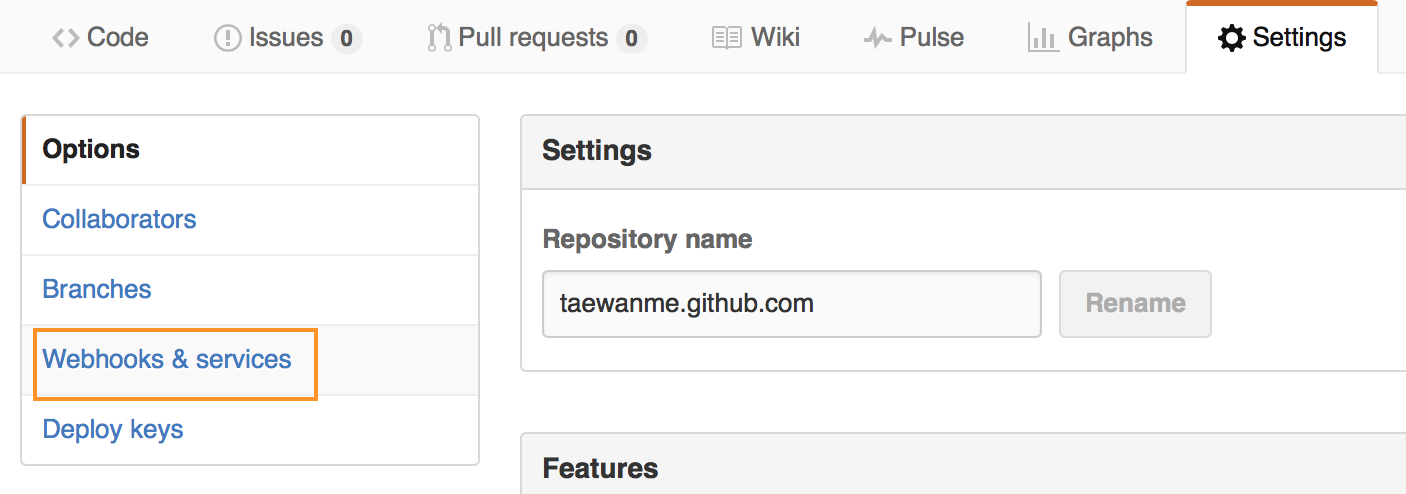 Code Issues 0 Pull requests 0 Wiki Pulse Graphs Settings
Options
Collaborators
Branches
Webhooks & services
Deploy keys
Settings
Repository name
taewanme.github.com Rename
Features